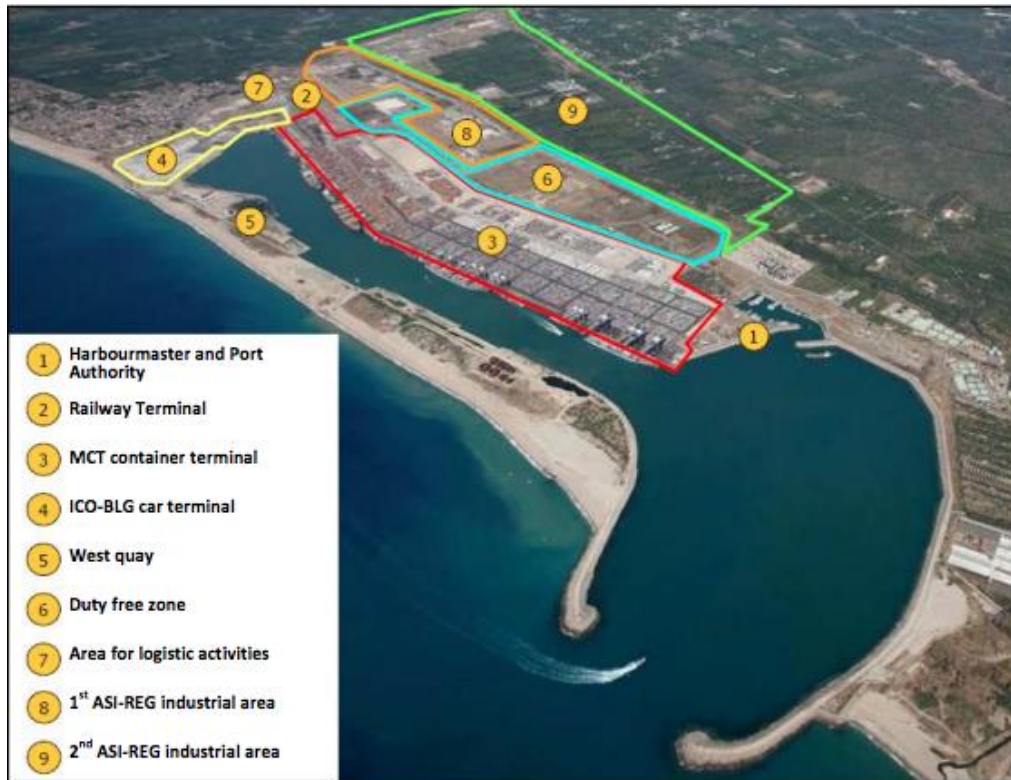 7
2
9
8
4
6
5
3
1
1 Harbourmaster and Port
Authority
2 Railway Terminal
3 MCT container terminal
4 ICO-BLG car terminal
5 West quay
6 Duty free zone
7 Area for logistic activities
8 1st ASI-REG industrial area
9 2nd ASI-REG industrial area